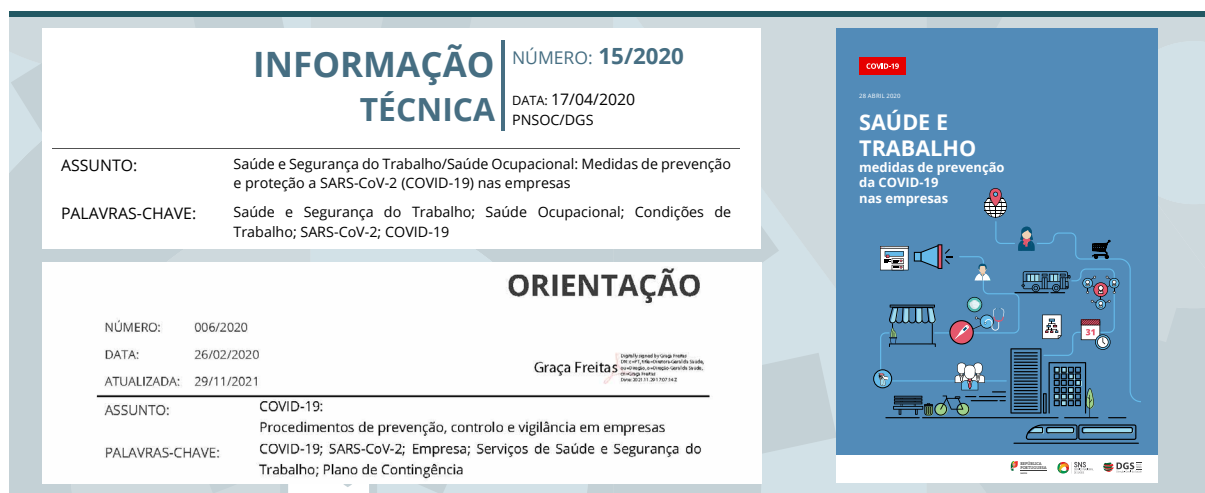 INFORMAÇÃO
TÉCNICA
NÚMERO: 15/2020
DATA: 17/04/2020
PNSOC/DGS
ASSUNTO: Saúde e Segurança do Trabalho/Saúde Ocupacional: Medidas de prevenção
e proteção a SARS-CoV-2 (COVID-19) nas empresas
PALAVRAS-CHAVE: Saúde e Segurança do Trabalho; Saúde Ocupacional; Condições de
Trabalho; SARS-CoV-2; COVID-19
ORIENTAÇÃO
NÚMERO: 006/2020
DATA: 26/02/2020
ATUALIZADA: 29/11/2021
Graça Freitas
ASSUNTO: COVID-19:
Procedimentos de prevenção, controlo e vigilância em empresas
PALAVRAS-CHAVE: COVID-19; SARS-CoV-2; Empresa; Serviços de Saúde e Segurança do
Trabalho; Plano de Contingência
COVID-19
28 ABRIL 2020
SAÚDE E
TRABALHO
medidas de prevenção
da COVID-19
nas empresas
31
REPÚBLICA
PORTUGUESA
SNS
DGS